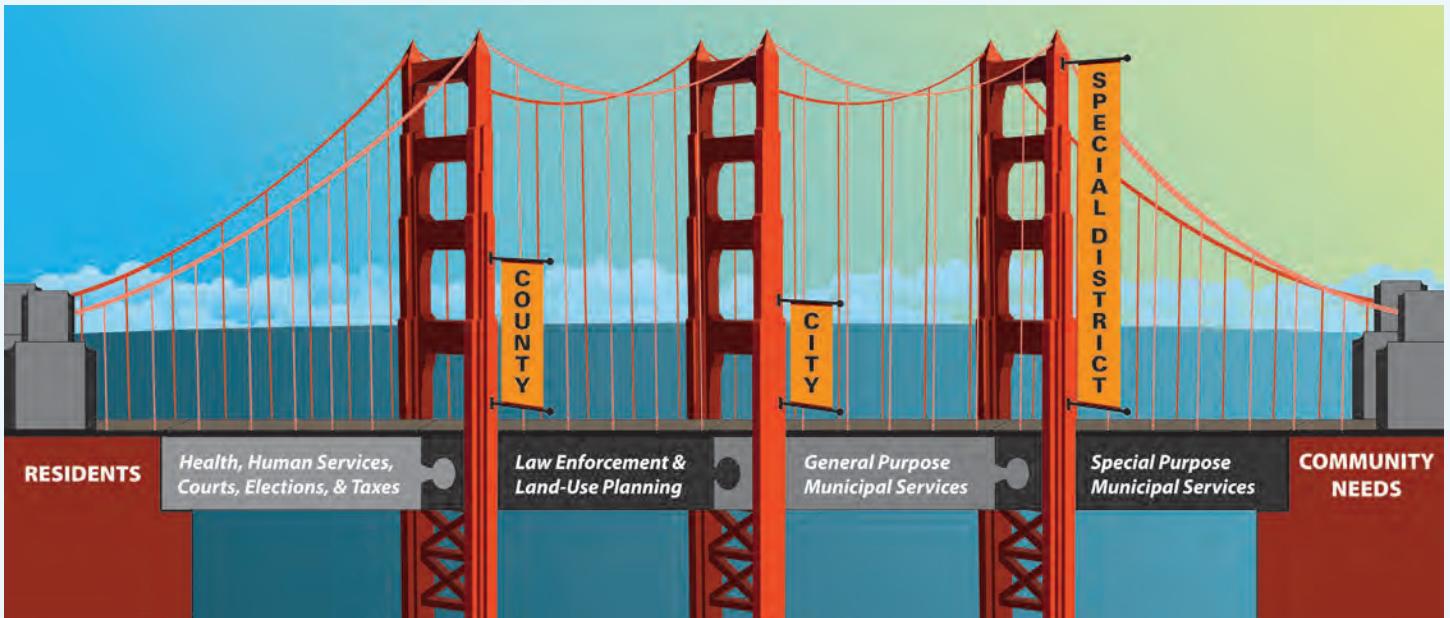 COUNTY
CITY
SPECIAL DISTRICT
RESIDENTS
Health, Human Services,
Courts, Elections, & Taxes
Law Enforcement &
Land-Use Planning
General Purpose
Municipal Services
Special Purpose
Municipal Services
COMMUNITY
NEEDS